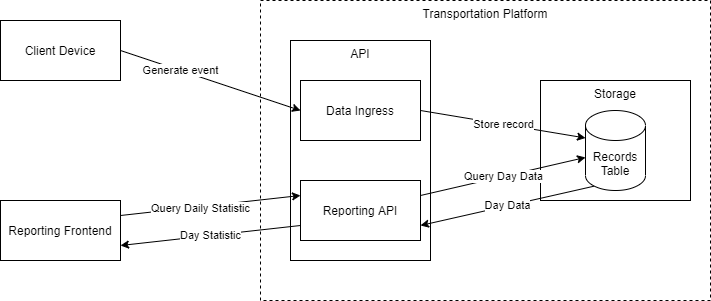 Transportation Platform
Client Device
API
Generate event
Data Ingress
Storage
Store record
Records
Table
Query Day Data
Query Daily Statistic
Day Data
Reporting API
Reporting Frontend
Day Statistic